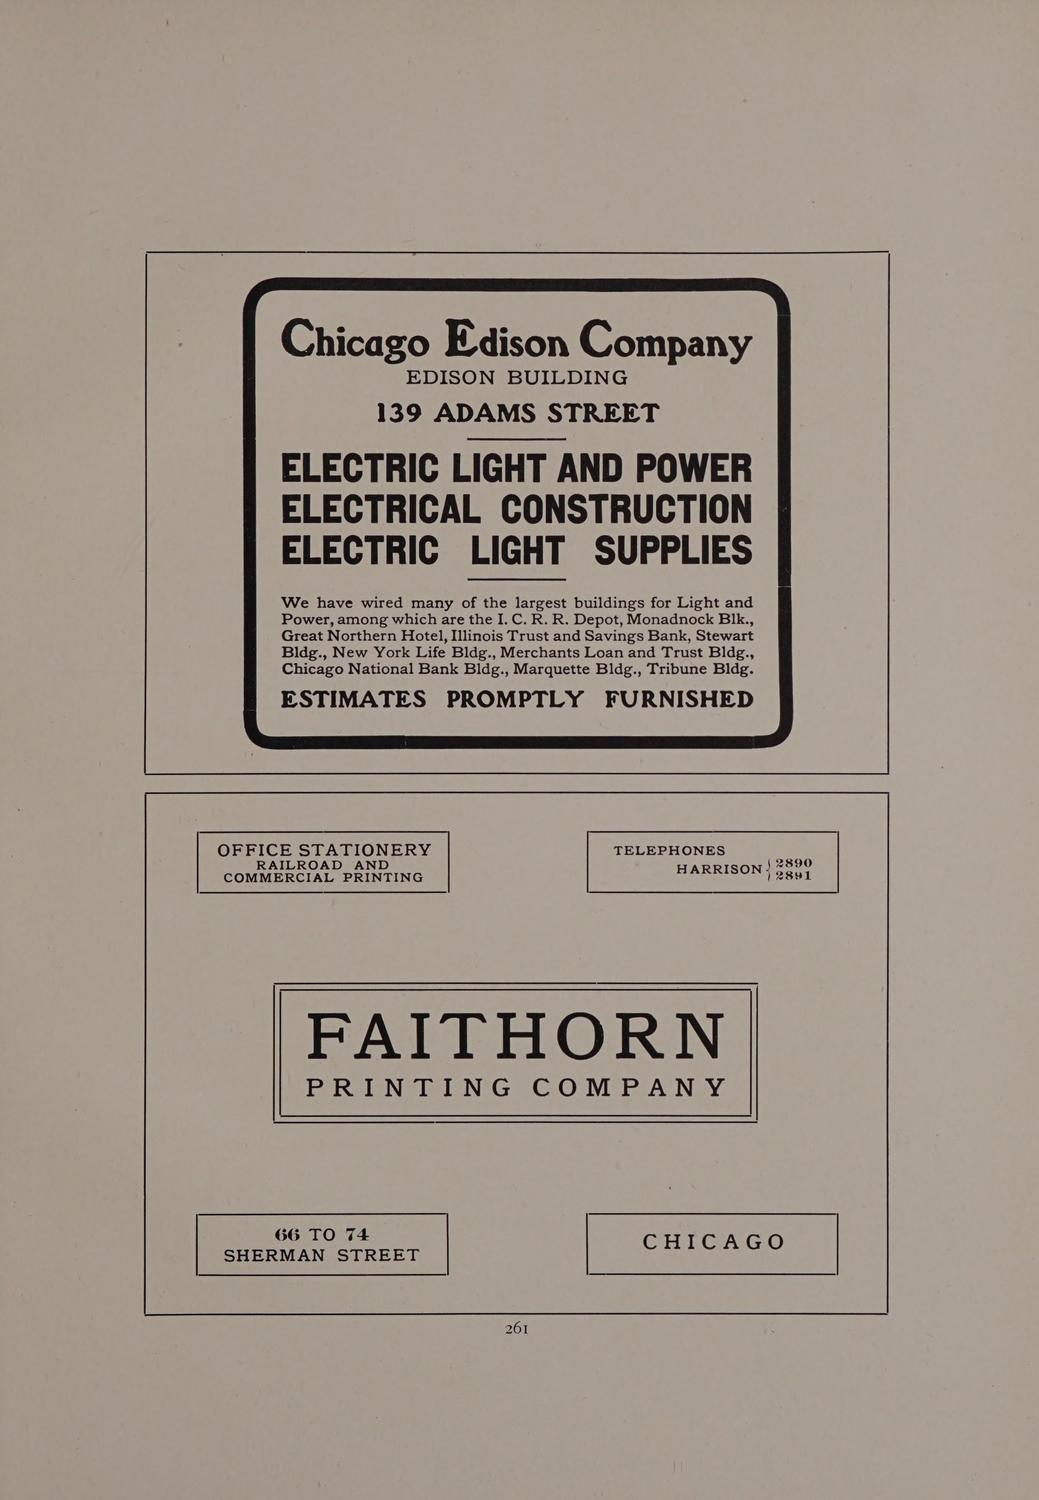 Chicago Edison Company
EDISON BUILDING
139 ADAMS STREET
ELECTRIC LIGHT AND POWER
ELECTRICAL CONSTRUCTION
ELECTRIC LIGHT SUPPLIES
We have wired many of the largest buildings for Light and
Power, among which are the I. C. R. R. Depot, Monadnock Blk.,
Great Northern Hotel, Illinois Trust and Savings Bank, Stewart
Bldg., New York Life Bldg., Merchants Loan and Trust Bldg.,
Chicago National Bank Bldg., Marquette Bldg., Tribune Bldg.
ESTIMATES PROMPTLY FURNISHED
OFFICE STATIONERY
RAILROAD AND
COMMERCIAL PRINTING
TELEPHONES
HARRISON { 2890
2891
FAITHORN
PRINTING COMPANY
66 TO 74
SHERMAN STREET
CHICAGO
261